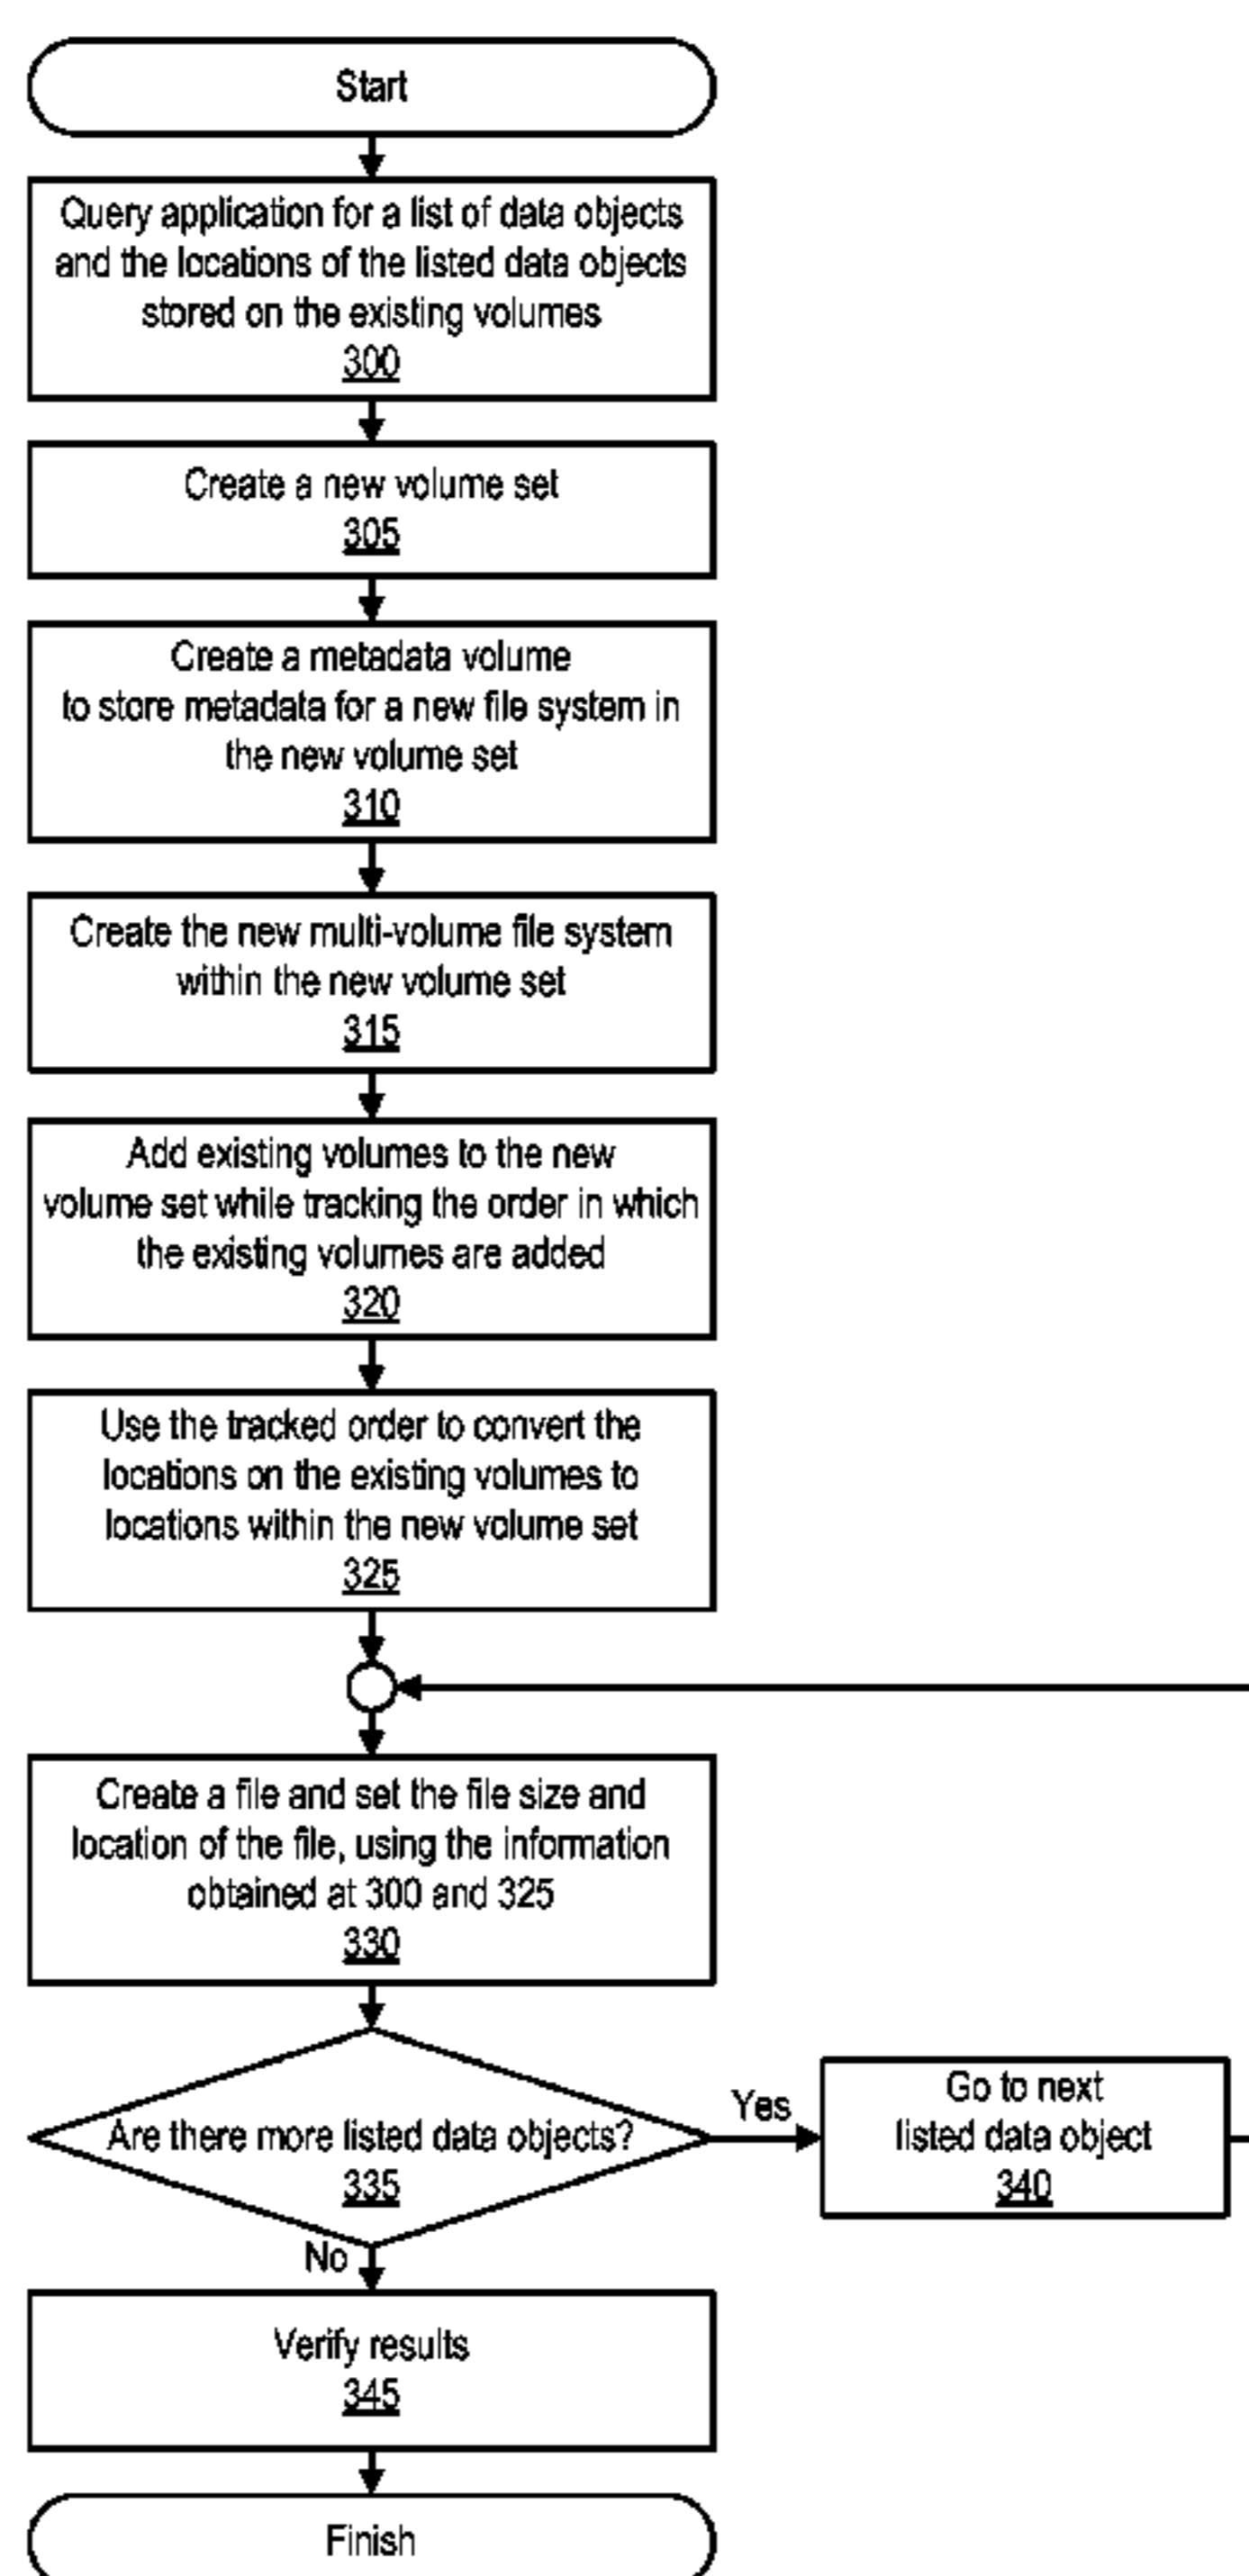 Start
Query application for a list of data objects
and the locations of the listed data objects
stored on the existing volumes
300
Create a new volume set
305
Create a metadata volume
to store metadata for a new file system in
the new volume set
310
Create the new multi-volume file system
within the new volume set
315
Add existing volumes to the new
volume set while tracking the order in which
the existing volumes are added
320
Use the tracked order to convert the
locations on the existing volumes to
locations within the new volume set
325
Create a file and set the file size and
location of the file, using the information
obtained at 300 and 325
330
Are there more listed data objects?
335
Yes
Go to next
listed data object
340
No
Verify results
345
Finish